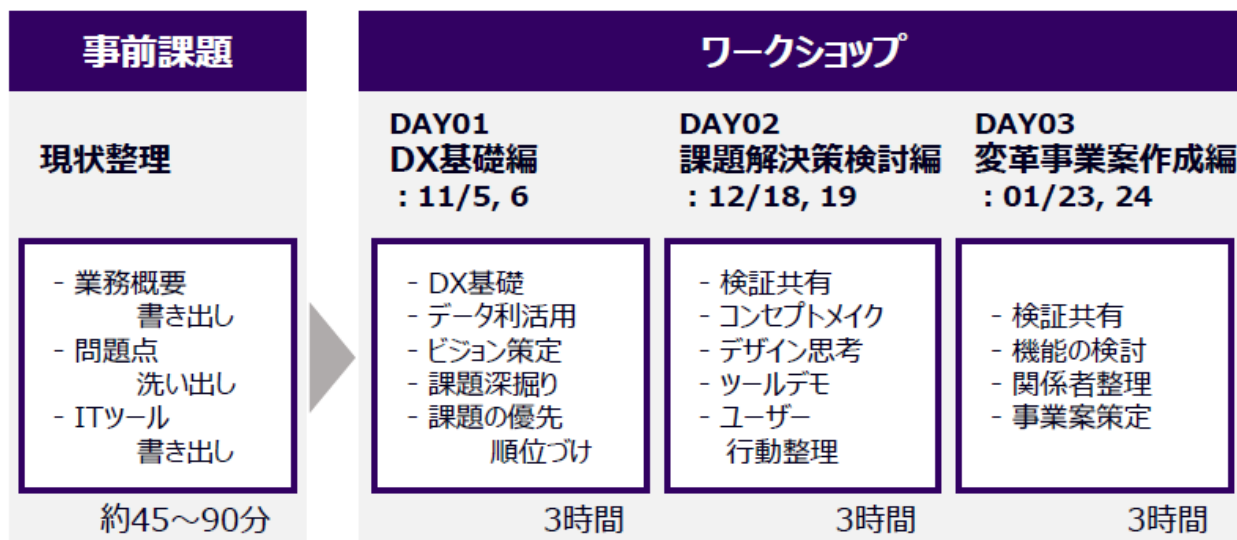 事前課題
現状整理
- 業務概要
書き出し
- 問題点
洗い出し
- ITツール
書き出し
約45～90分
ワークショップ
DAY01
DX基礎編
：11/5, 6
- DX基礎
- データ利活用
- ビジョン策定
- 課題深掘り
- 課題の優先
順位づけ
3時間
DAY02
課題解決策検討編
：12/18, 19
- 検証共有
- コンセプトメイク
- デザイン思考
- ツールデモ
- ユーザー
行動整理
3時間
DAY03
変革事業案作成編
：01/23, 24
- 検証共有
- 機能の検討
- 関係者整理
- 事業案策定
3時間